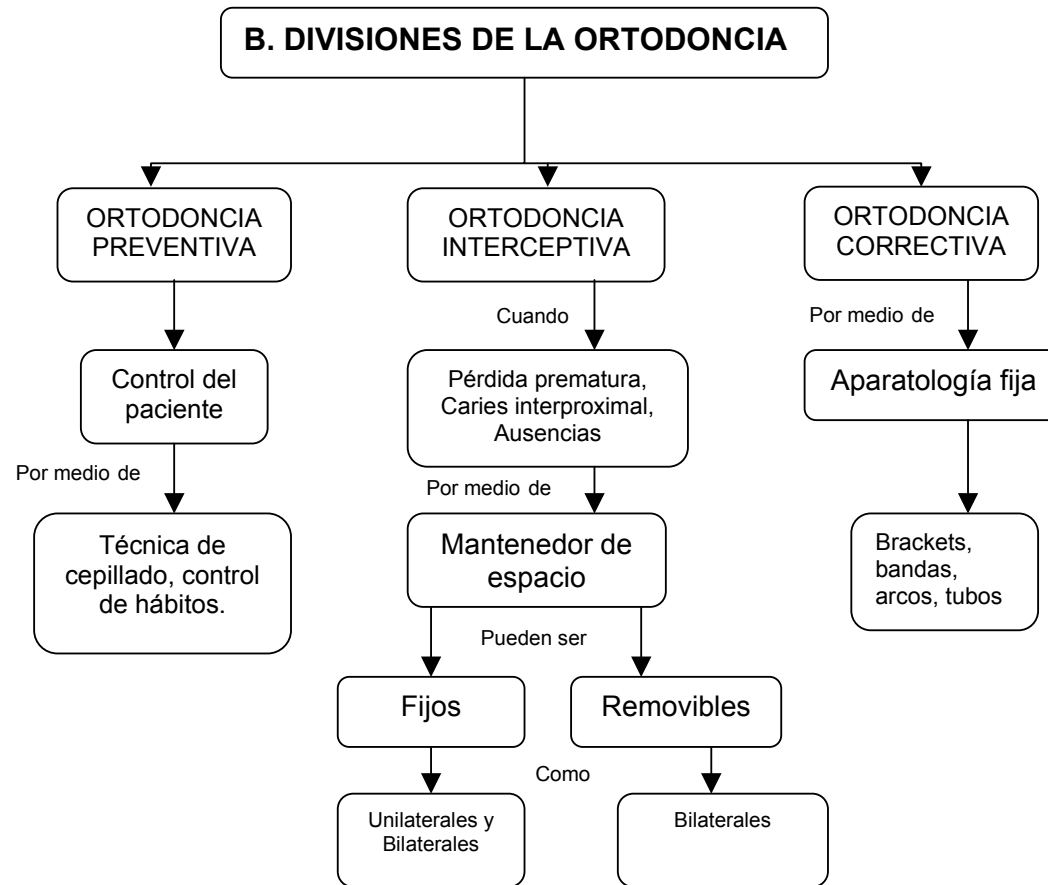 B. DIVISIONES DE LA ORTODONCIA
ORTODONCIA
PREVENTIVA
ORTODONCIA
INTERCEPTIVA
ORTODONCIA
CORRECTIVA
Cuando
Por medio de
Control del
paciente
Pérdida prematura,
Caries interproximal,
Ausencias
Aparatología fija
Por medio de
Por medio de
Técnica de
cepillado, control
de hábitos.
Mantenedor de
espacio
Brackets,
bandas,
arcos, tubos
Pueden ser
Fijos
Removibles
Como
Unilaterales y
Bilaterales
Bilaterales